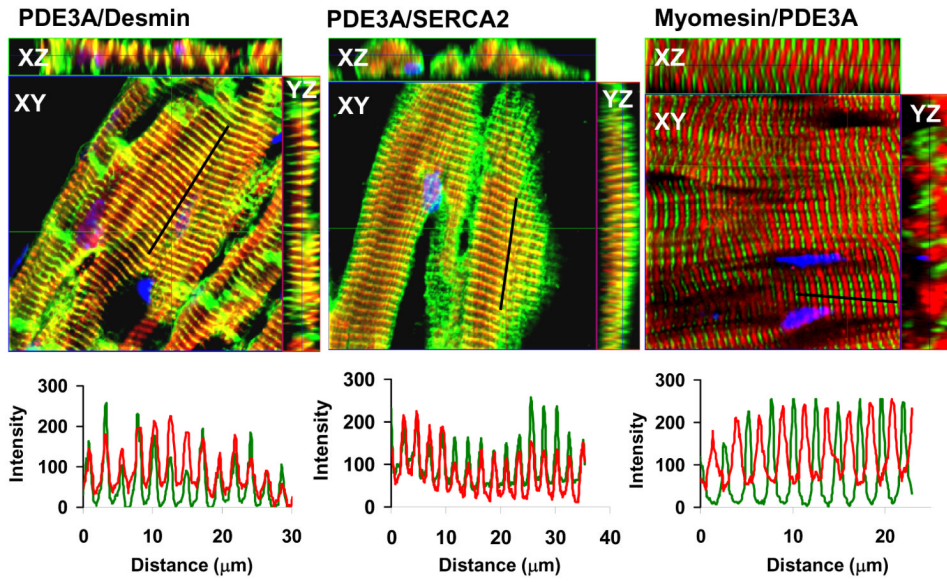 PDE3A/Desmin
PDE3A/SERCA2
Myomesin/PDE3A
XZ
XY
YZ
XZ
XY
YZ
XZ
XY
YZ
Intensity
300
200
100
0
0 10 20 30
Distance (μm)
Intensity
300
200
100
0
0 10 20 30 40
Distance (μm)
Intensity
300
200
100
0
0 10 20
Distance (μm)